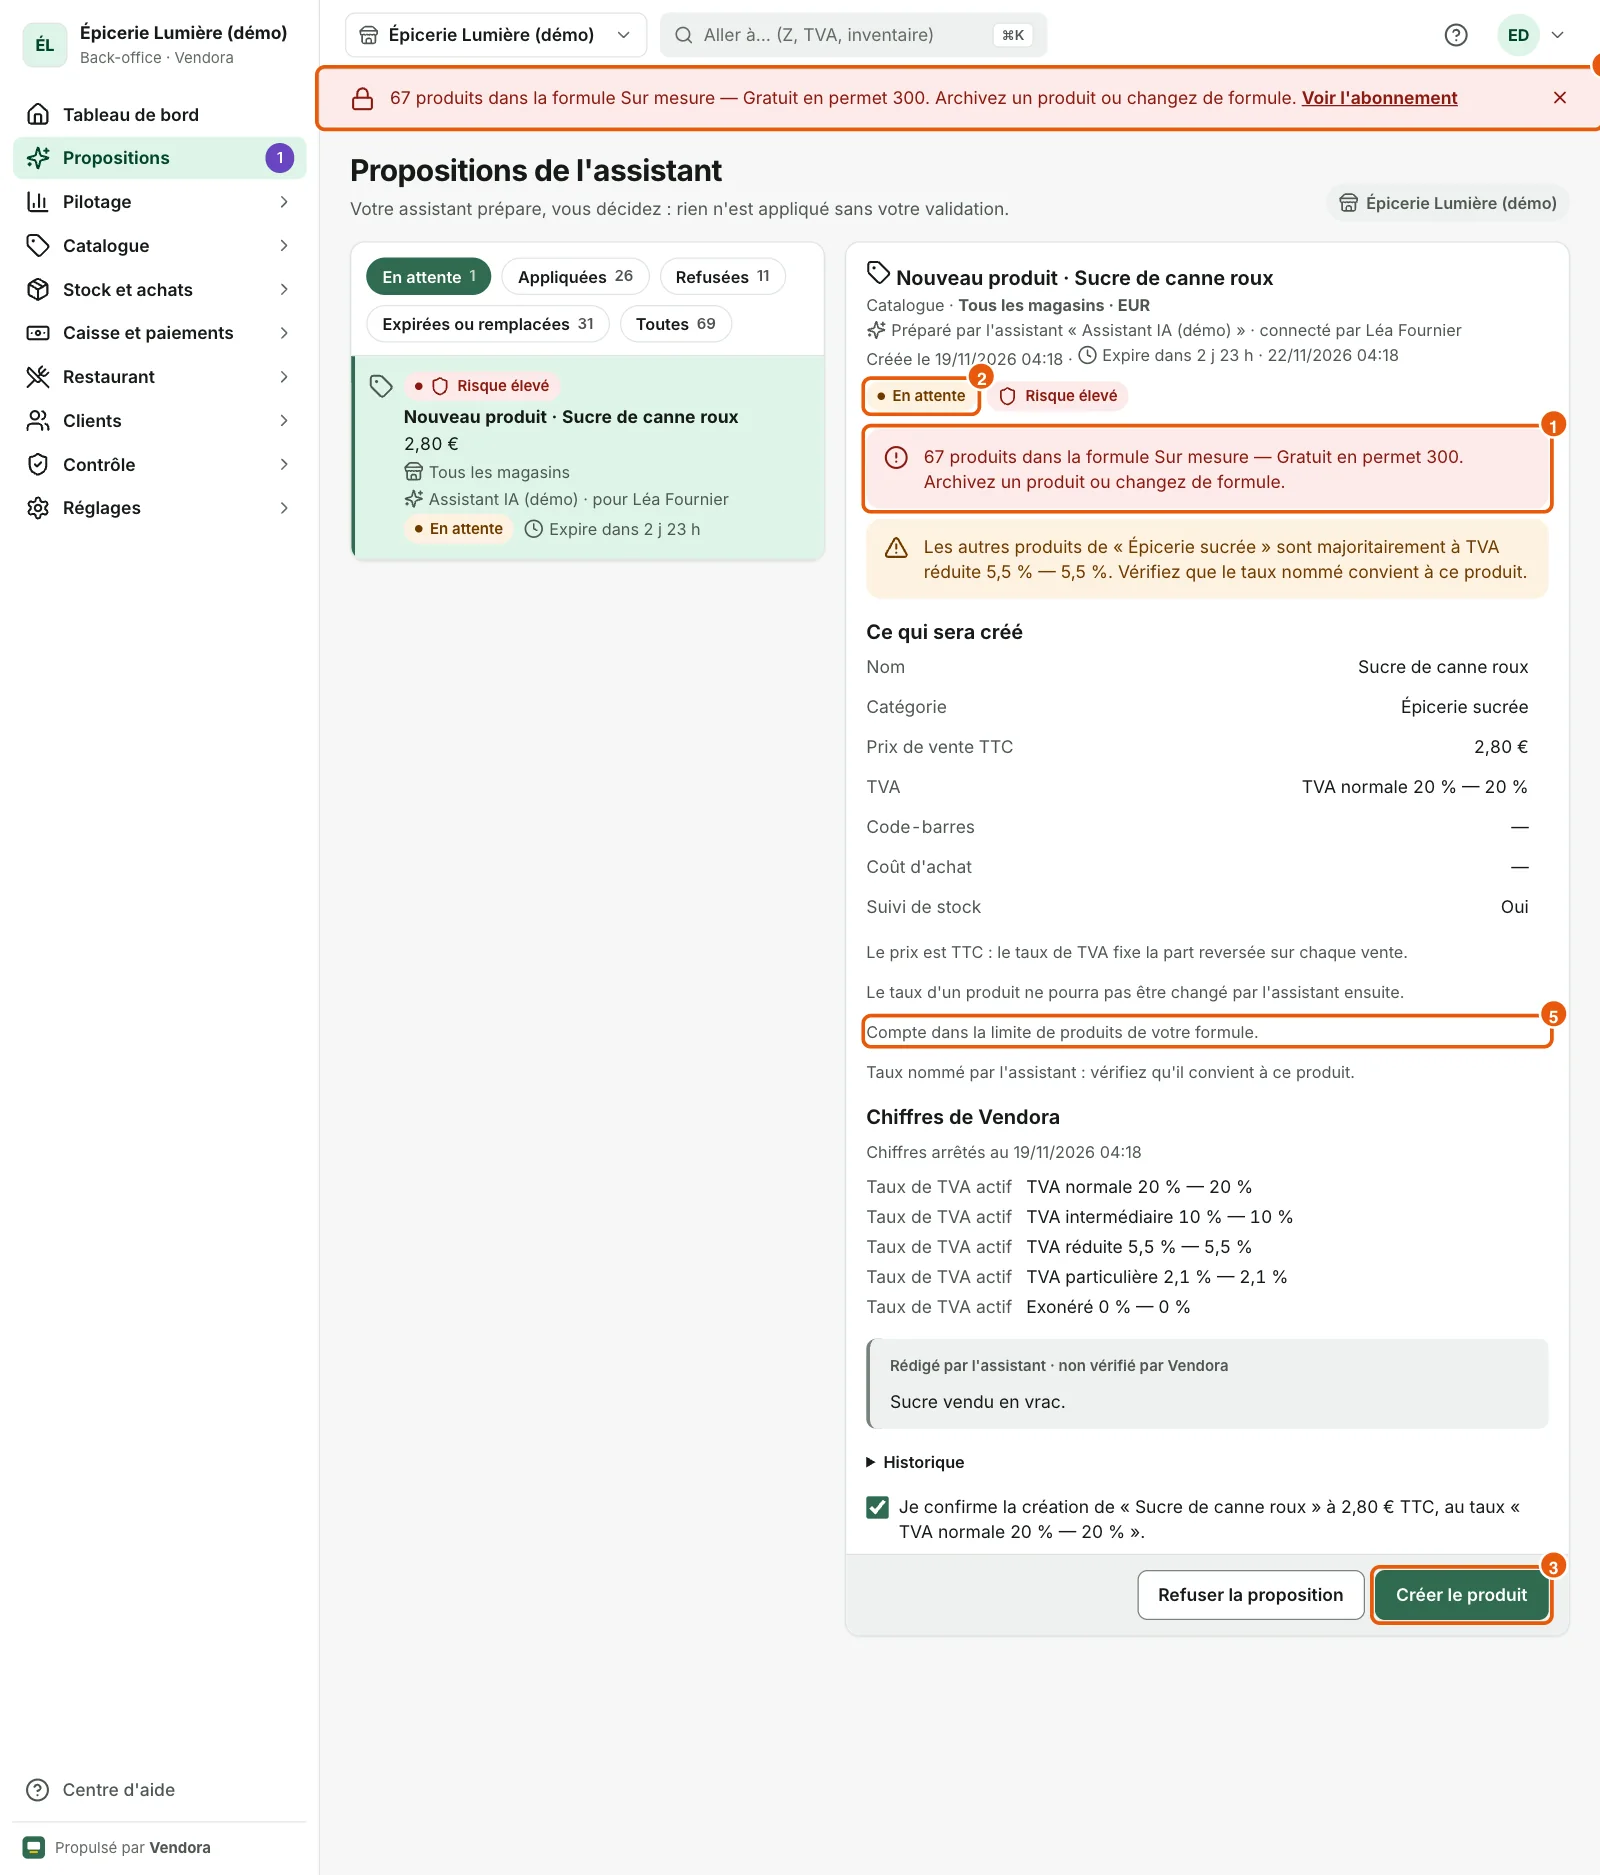 ÉL
Épicerie Lumière (démo)
Back-office · Vendora
Tableau de bord
Propositions
1
Pilotage
Catalogue
Stock et achats
Caisse et paiements
Restaurant
Clients
Contrôle
Réglages
Centre d'aide
Propulsé par Vendora
Épicerie Lumière (démo)
Aller à... (Z, TVA, inventaire)
⌘K
ED
67 produits dans la formule Sur mesure — Gratuit en permet 300. Archivez un produit ou changez de formule. Voir l'abonnement
Propositions de l'assistant
Votre assistant prépare, vous décidez : rien n'est appliqué sans votre validation.
Épicerie Lumière (démo)
En attente 1
Appliquées 26
Refusées 11
Expirées ou remplacées 31
Toutes 69
Risque élevé
Nouveau produit · Sucre de canne roux
2,80 €
Tous les magasins
Assistant IA (démo) · pour Léa Fournier
En attente
Expire dans 2 j 23 h
Nouveau produit · Sucre de canne roux
Catalogue · Tous les magasins · EUR
Préparé par l'assistant « Assistant IA (démo) » · connecté par Léa Fournier
Créée le 19/11/2026 04:18 · Expire dans 2 j 23 h · 22/11/2026 04:18
2
En attente
Risque élevé
1
67 produits dans la formule Sur mesure — Gratuit en permet 300.
Archivez un produit ou changez de formule.
Les autres produits de « Épicerie sucrée » sont majoritairement à TVA
réduite 5,5 % — 5,5 %. Vérifiez que le taux nommé convient à ce produit.
Ce qui sera créé
Nom
Sucre de canne roux
Catégorie
Épicerie sucrée
Prix de vente TTC
2,80 €
TVA
TVA normale 20 % — 20 %
Code-barres
—
Coût d'achat
—
Suivi de stock
Oui
Le prix est TTC : le taux de TVA fixe la part reversée sur chaque vente.
Le taux d'un produit ne pourra pas être changé par l'assistant ensuite.
5
Compte dans la limite de produits de votre formule.
Taux nommé par l'assistant : vérifiez qu'il convient à ce produit.
Chiffres de Vendora
Chiffres arrêtés au 19/11/2026 04:18
Taux de TVA actif TVA normale 20 % — 20 %
Taux de TVA actif TVA intermédiaire 10 % — 10 %
Taux de TVA actif TVA réduite 5,5 % — 5,5 %
Taux de TVA actif TVA particulière 2,1 % — 2,1 %
Taux de TVA actif Exonéré 0 % — 0 %
Rédigé par l'assistant · non vérifié par Vendora
Sucre vendu en vrac.
Historique
Je confirme la création de « Sucre de canne roux » à 2,80 € TTC, au taux «
TVA normale 20 % — 20 % ».
3
Refuser la proposition
Créer le produit